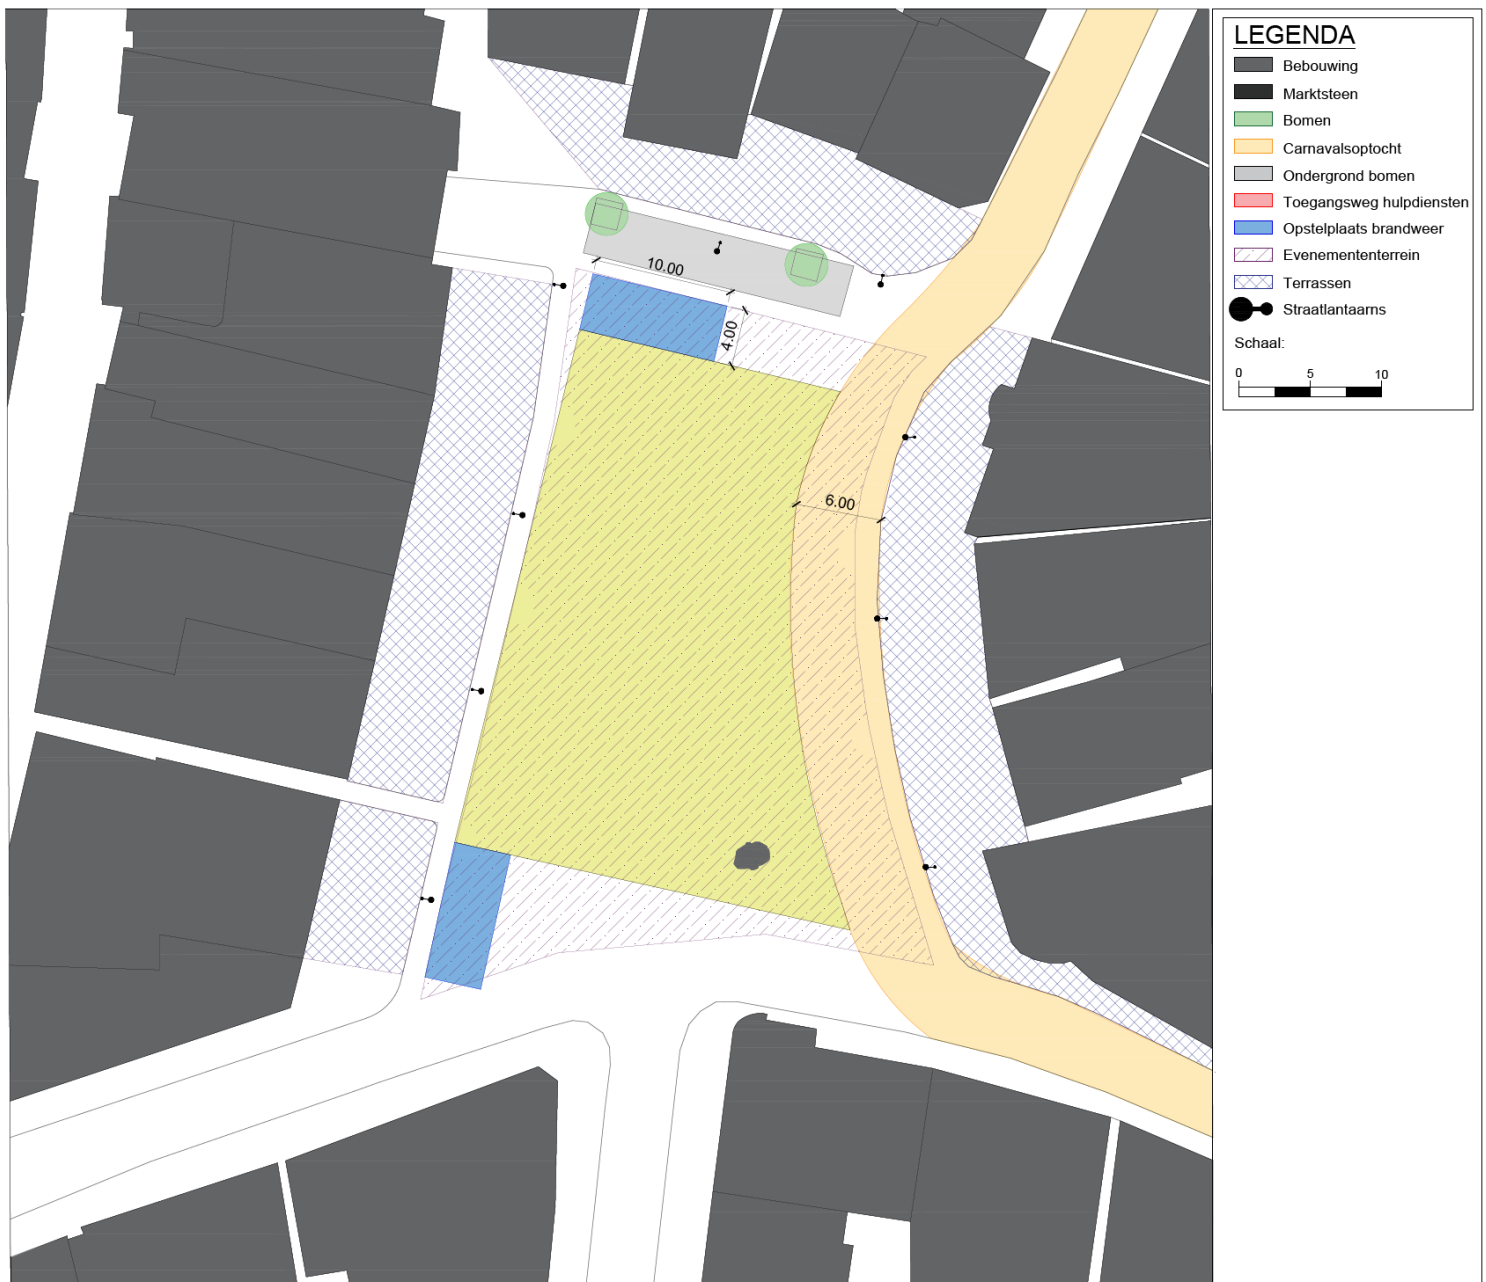 LEGENDA
Bebouwing
Marktsteen
Bomen
Carnavalsoptocht
Ondergrond bomen
Toegangsweg hulpdiensten
Opstelplaats brandweer
Evenemententerrein
Terrassen
Straatlantaarns
Schaal:
0 5 10
10.00
4.00
6.00